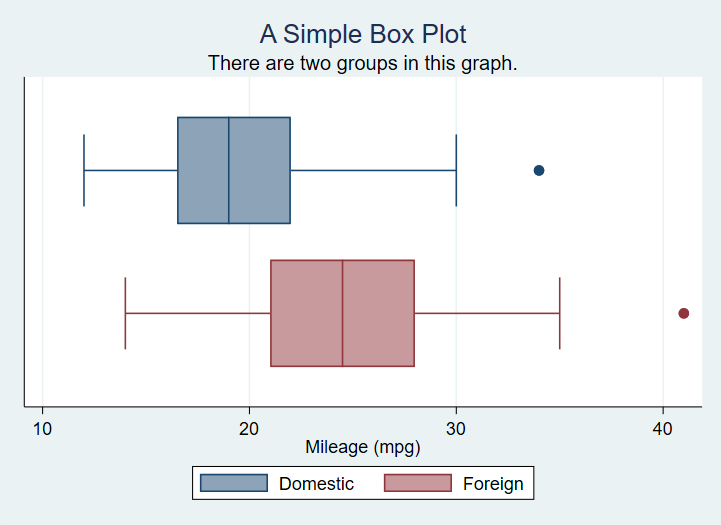 A Simple Box Plot
There are two groups in this graph.
10 20 30 40
Mileage (mpg)
Domestic Foreign